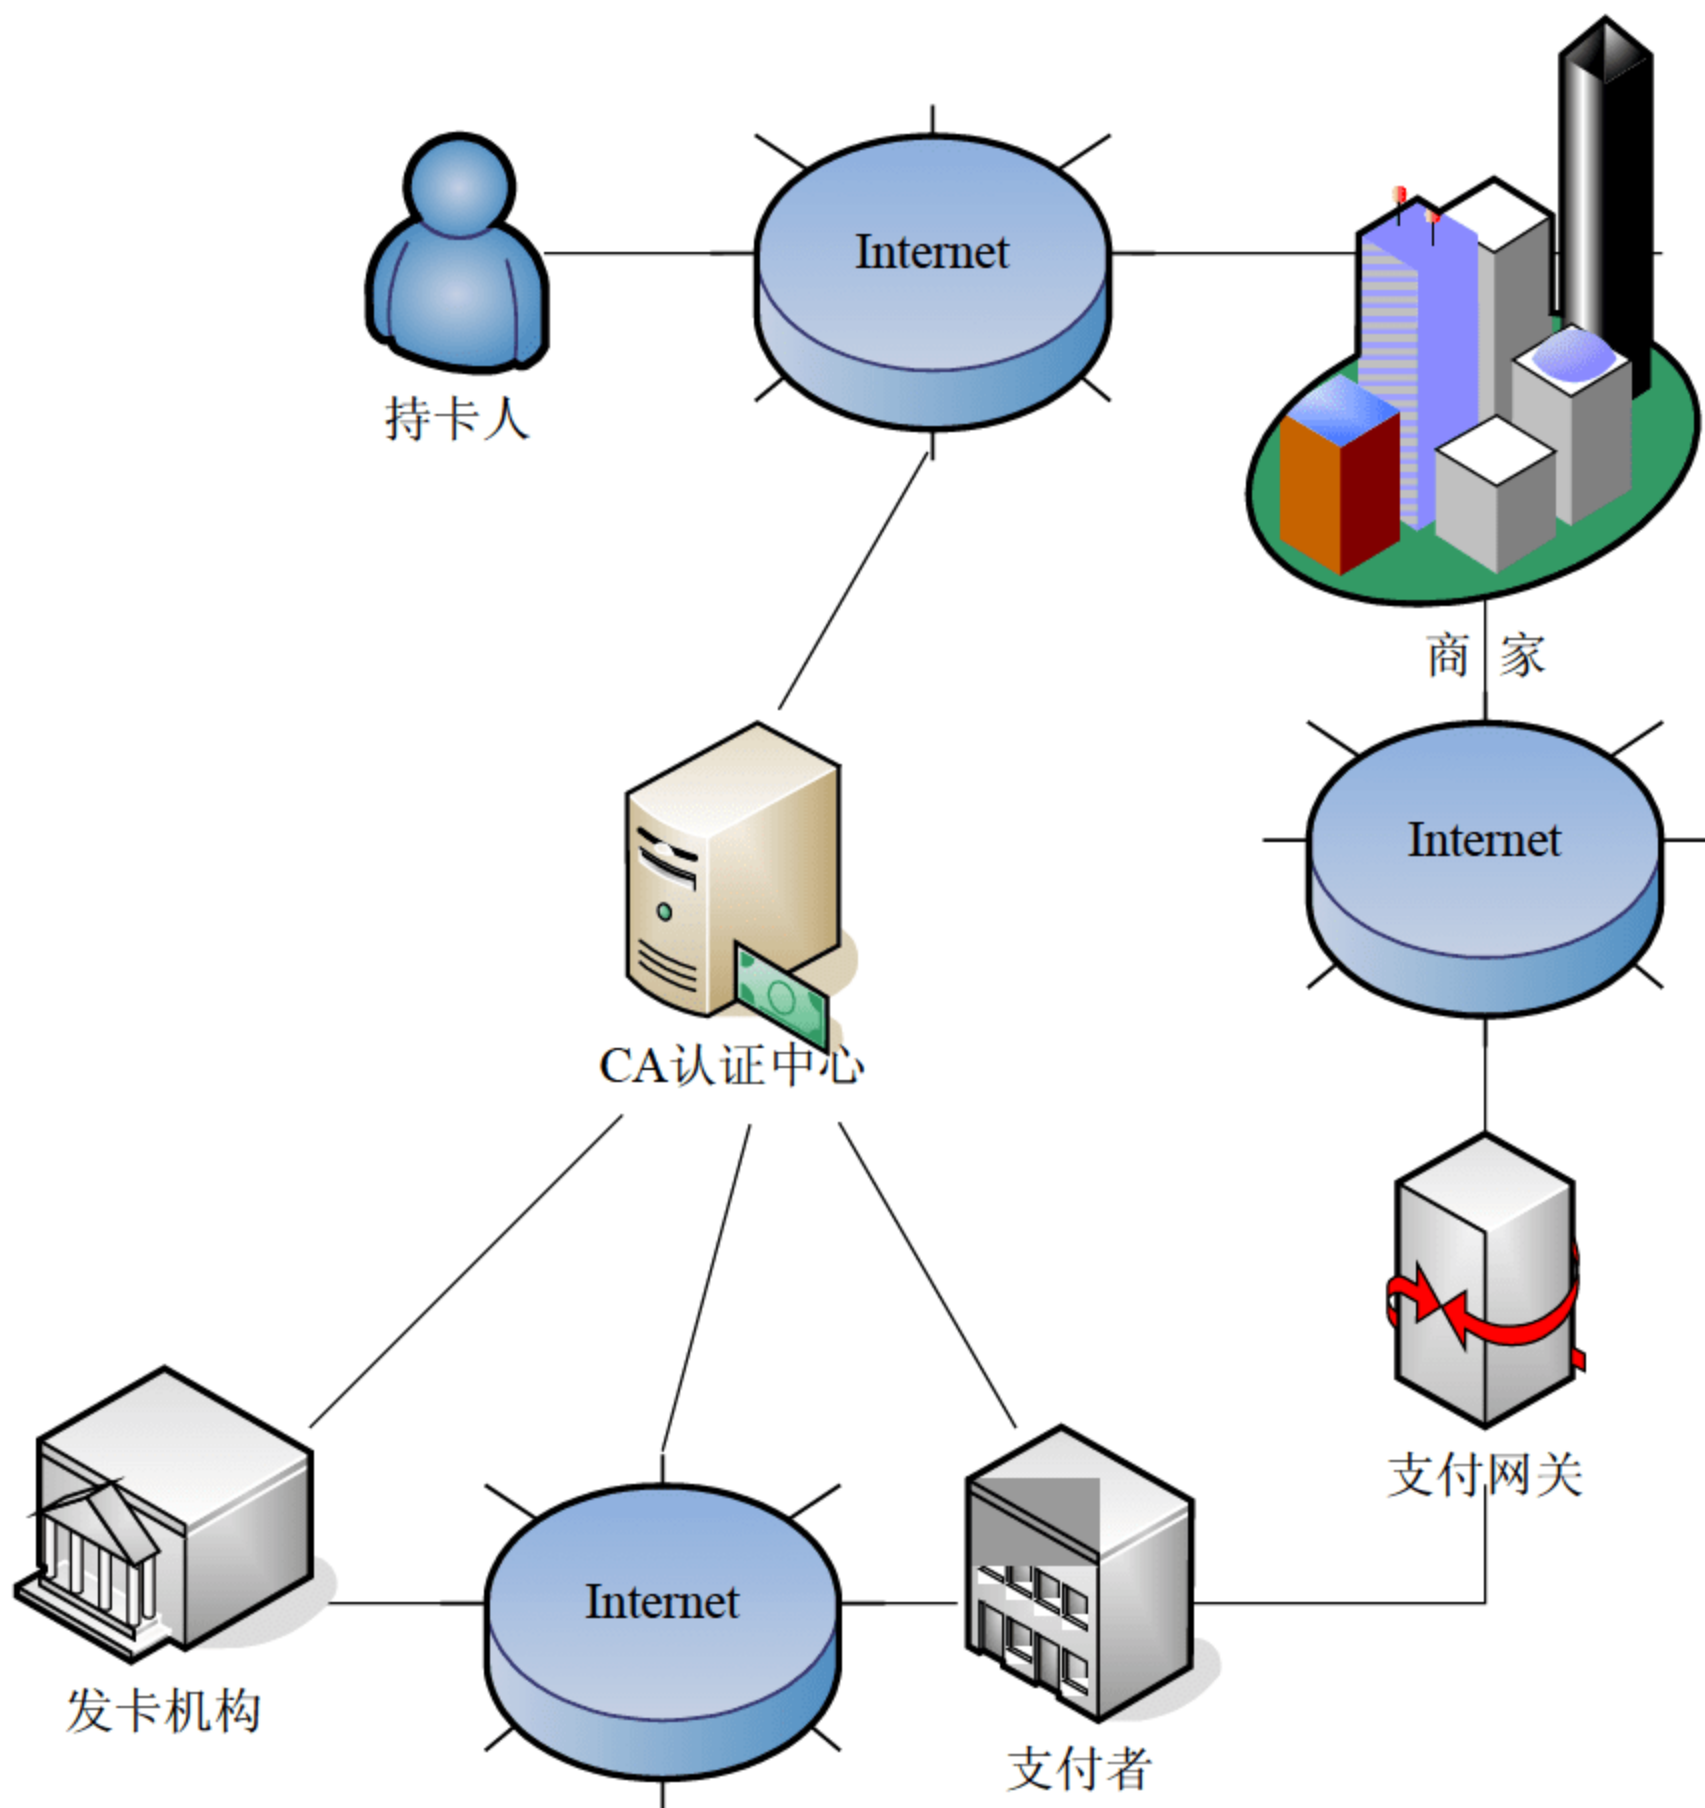 Internet
持卡人
商 家
Internet
CA认证中心
支付网关
Internet
发卡机构
支付者